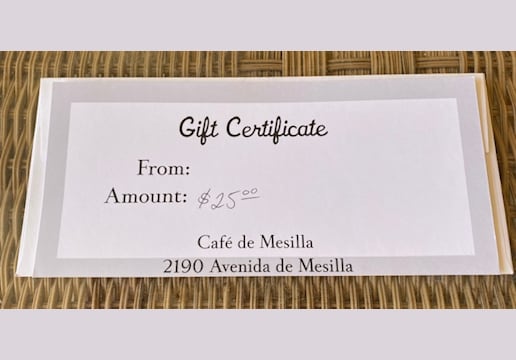 Gift Certificate
From:
Amount: $25.00
Café de Mesilla
2190 Avenida de Mesilla